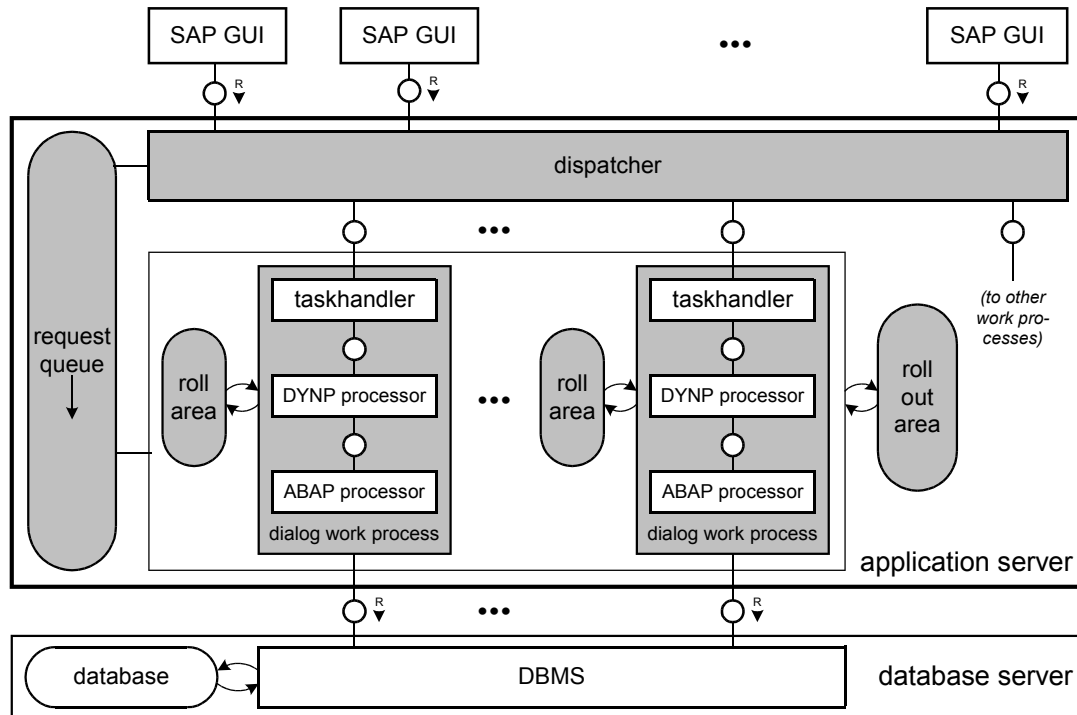 SAP GUI
SAP GUI
•••
SAP GUI
R
R
R
dispatcher
•••
taskhandler
taskhandler
(to other
work pro-
cesses)
request
queue
roll
area
DYNP processor
•••
roll
area
DYNP processor
roll
out
area
ABAP processor
ABAP processor
dialog work process
dialog work process
application server
R
•••
R
database
DBMS
database server